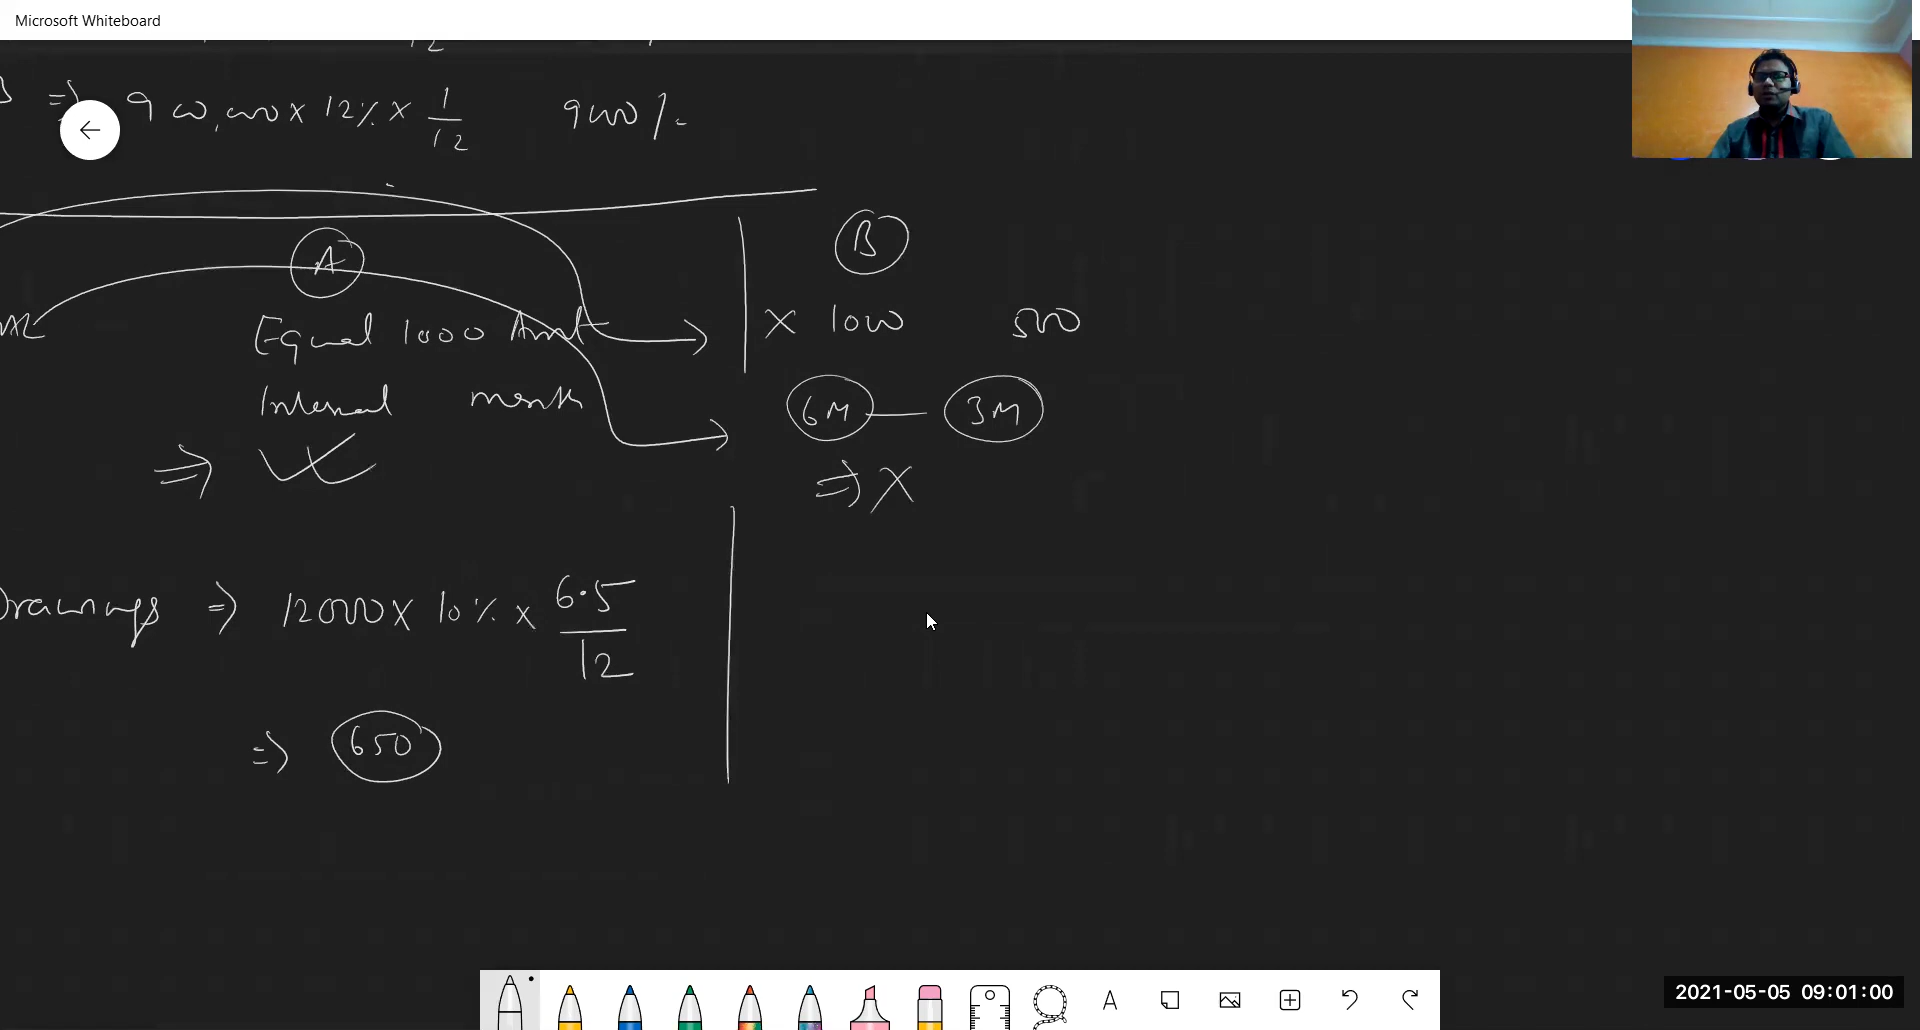 Microsoft Whiteboard
⇒ 9 00,000 x 12% x 1/12 9000/-
A
Equal 1000 Amt
Interval month
⇒
B
X 1000 500
6M — 3M
⇒ X
Drawings ⇒ 12000 x 10% x 6.5/12
⇒ 650
2021-05-05 09:01:00